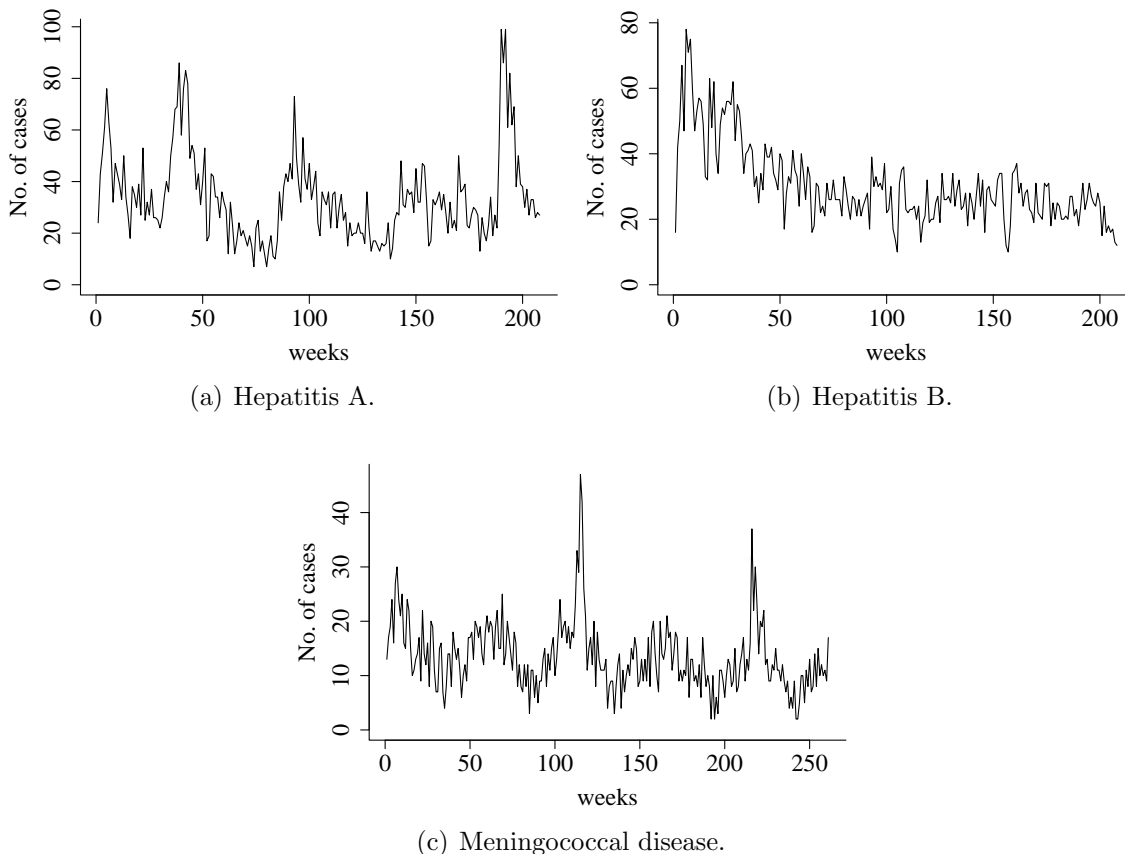 No. of cases
100
80
60
40
20
0
0 50 100 150 200
weeks
(a) Hepatitis A.
No. of cases
80
60
40
20
0
0 50 100 150 200
weeks
(b) Hepatitis B.
No. of cases
40
30
20
10
0
0 50 100 150 200 250
weeks
(c) Meningococcal disease.